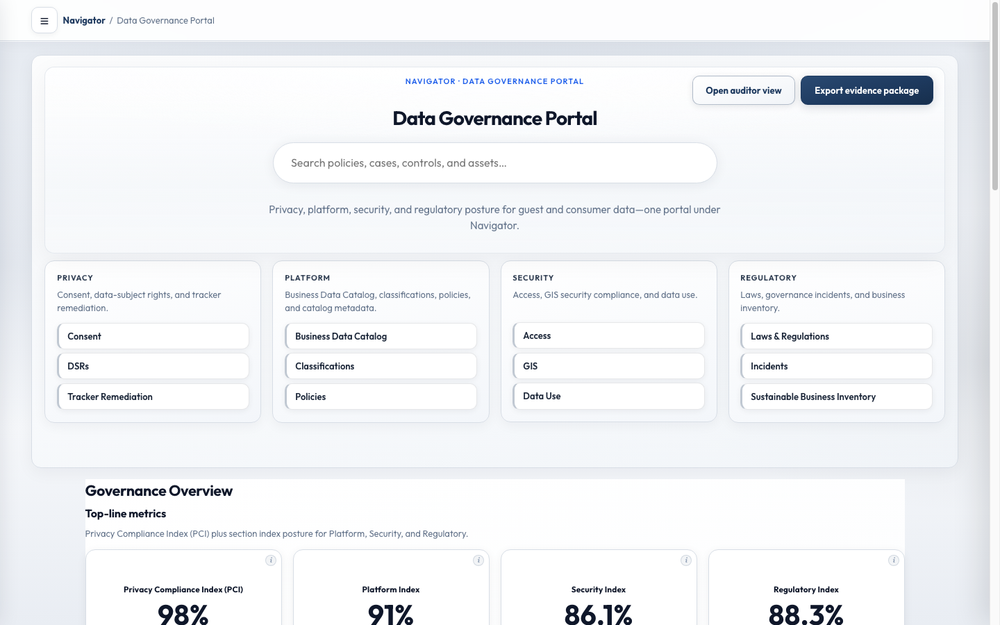 Navigator / Data Governance Portal
NAVIGATOR · DATA GOVERNANCE PORTAL
Open auditor view
Export evidence package
Data Governance Portal
Search policies, cases, controls, and assets…
Privacy, platform, security, and regulatory posture for guest and consumer data—one portal under
Navigator.
PRIVACY
Consent, data-subject rights, and tracker
remediation.
Consent
DSRs
Tracker Remediation
PLATFORM
Business Data Catalog, classifications, policies,
and catalog metadata.
Business Data Catalog
Classifications
Policies
SECURITY
Access, GIS security compliance, and data use.
Access
GIS
Data Use
REGULATORY
Laws, governance incidents, and business
inventory.
Laws & Regulations
Incidents
Sustainable Business Inventory
Governance Overview
Top-line metrics
Privacy Compliance Index (PCI) plus section index posture for Platform, Security, and Regulatory.
i
Privacy Compliance Index (PCI)
98%
i
Platform Index
91%
i
Security Index
86.1%
i
Regulatory Index
88.3%